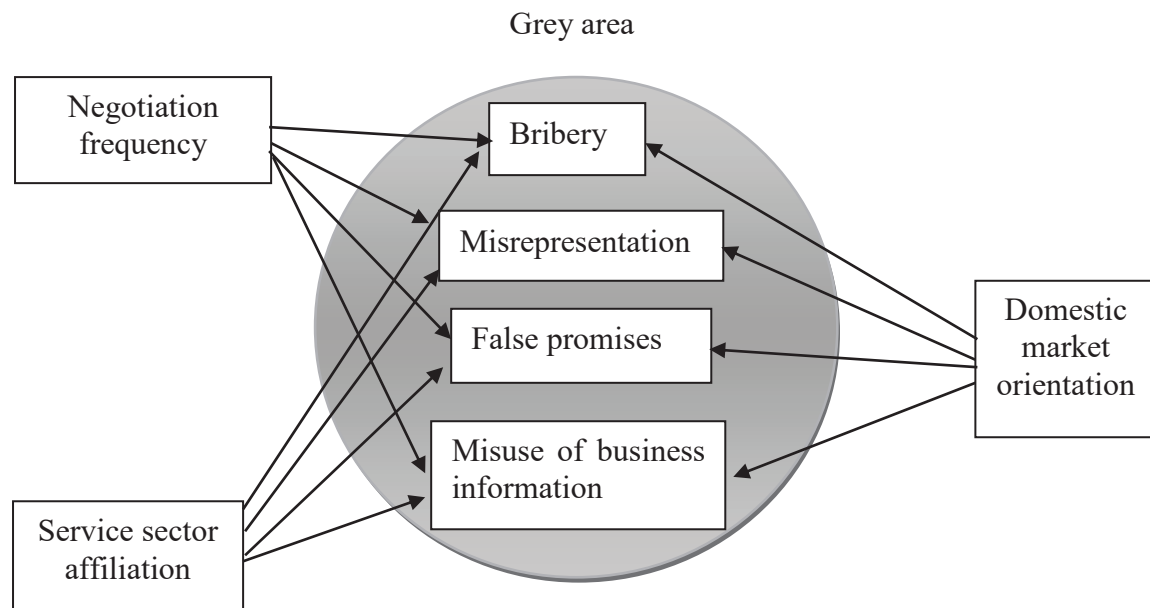 Grey area
Negotiation
frequency
Bribery
Misrepresentation
False promises
Misuse of business
information
Domestic
market
orientation
Service sector
affiliation